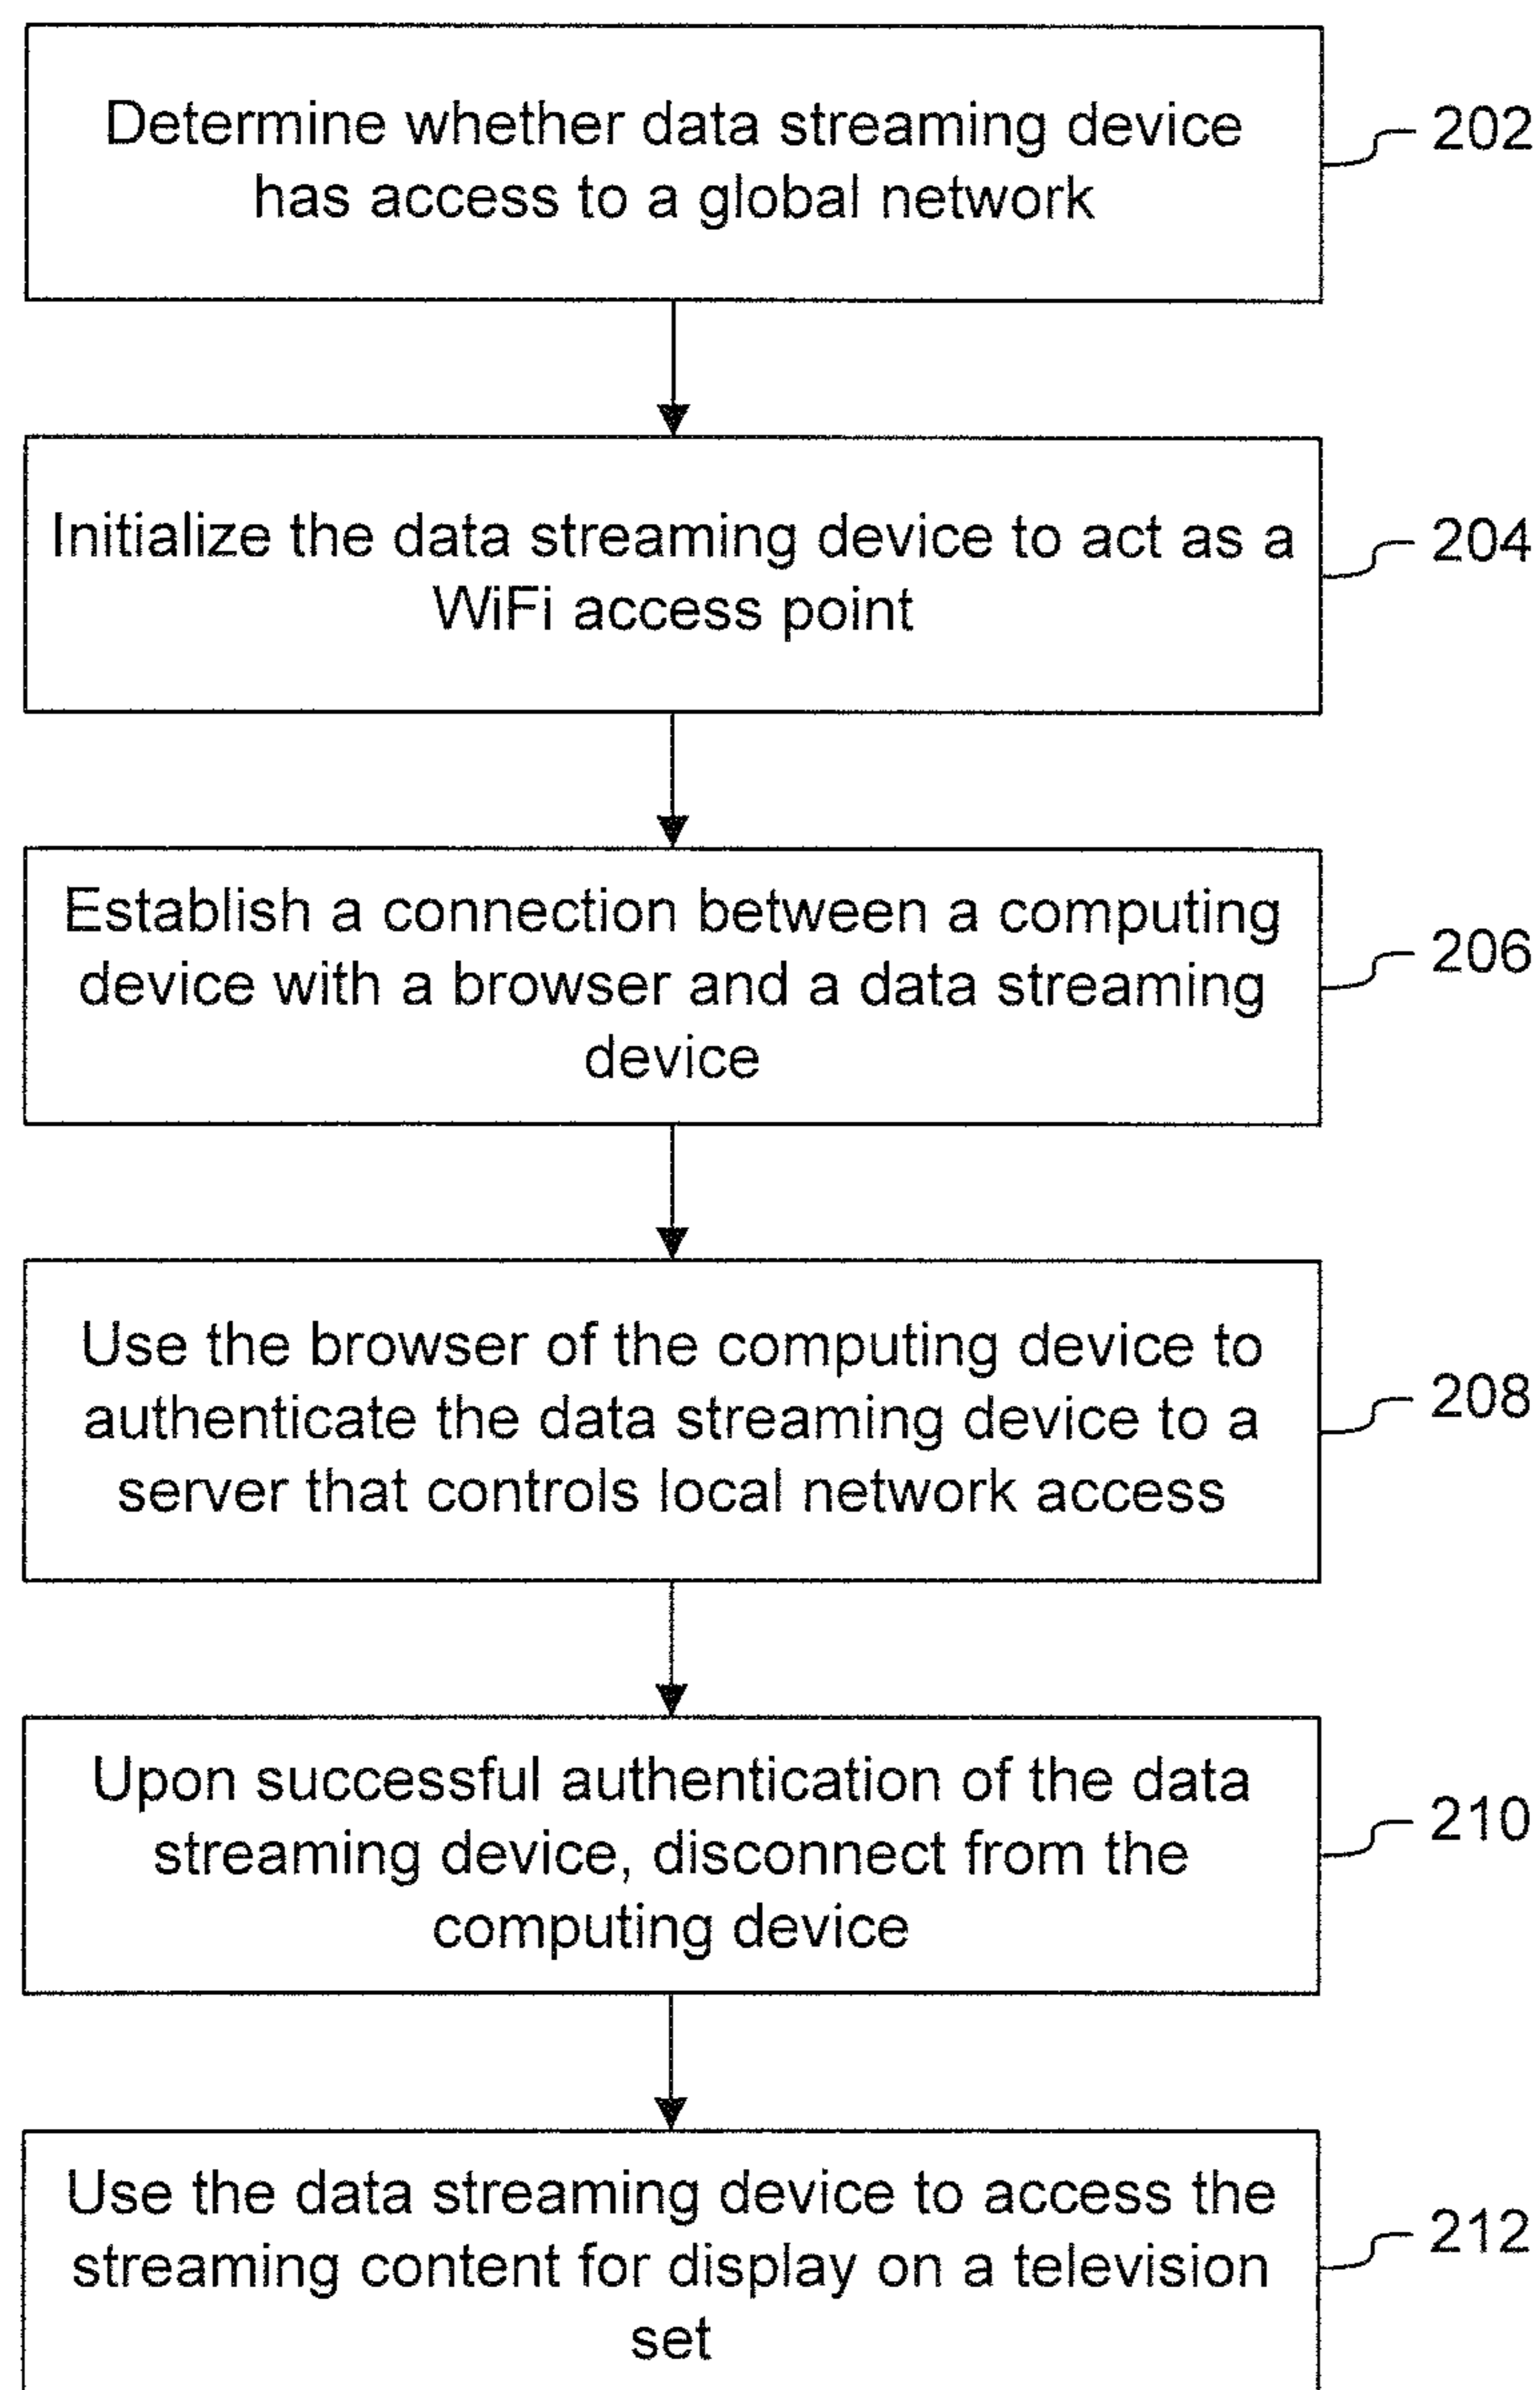 Determine whether data streaming device
has access to a global network
202
Initialize the data streaming device to act as a
WiFi access point
204
Establish a connection between a computing
device with a browser and a data streaming
device
206
Use the browser of the computing device to
authenticate the data streaming device to a
server that controls local network access
208
Upon successful authentication of the data
streaming device, disconnect from the
computing device
210
Use the data streaming device to access the
streaming content for display on a television
set
212